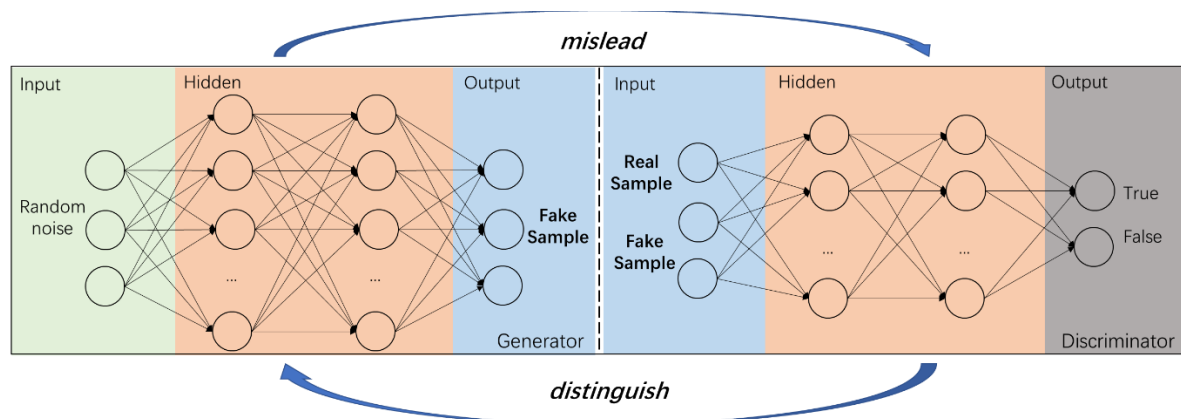 mislead
Input
Hidden
Output
Input
Hidden
Output
Random
noise
...
...
Fake
Sample
Generator
Real
Sample
Fake
Sample
...
...
True
False
Discriminator
distinguish